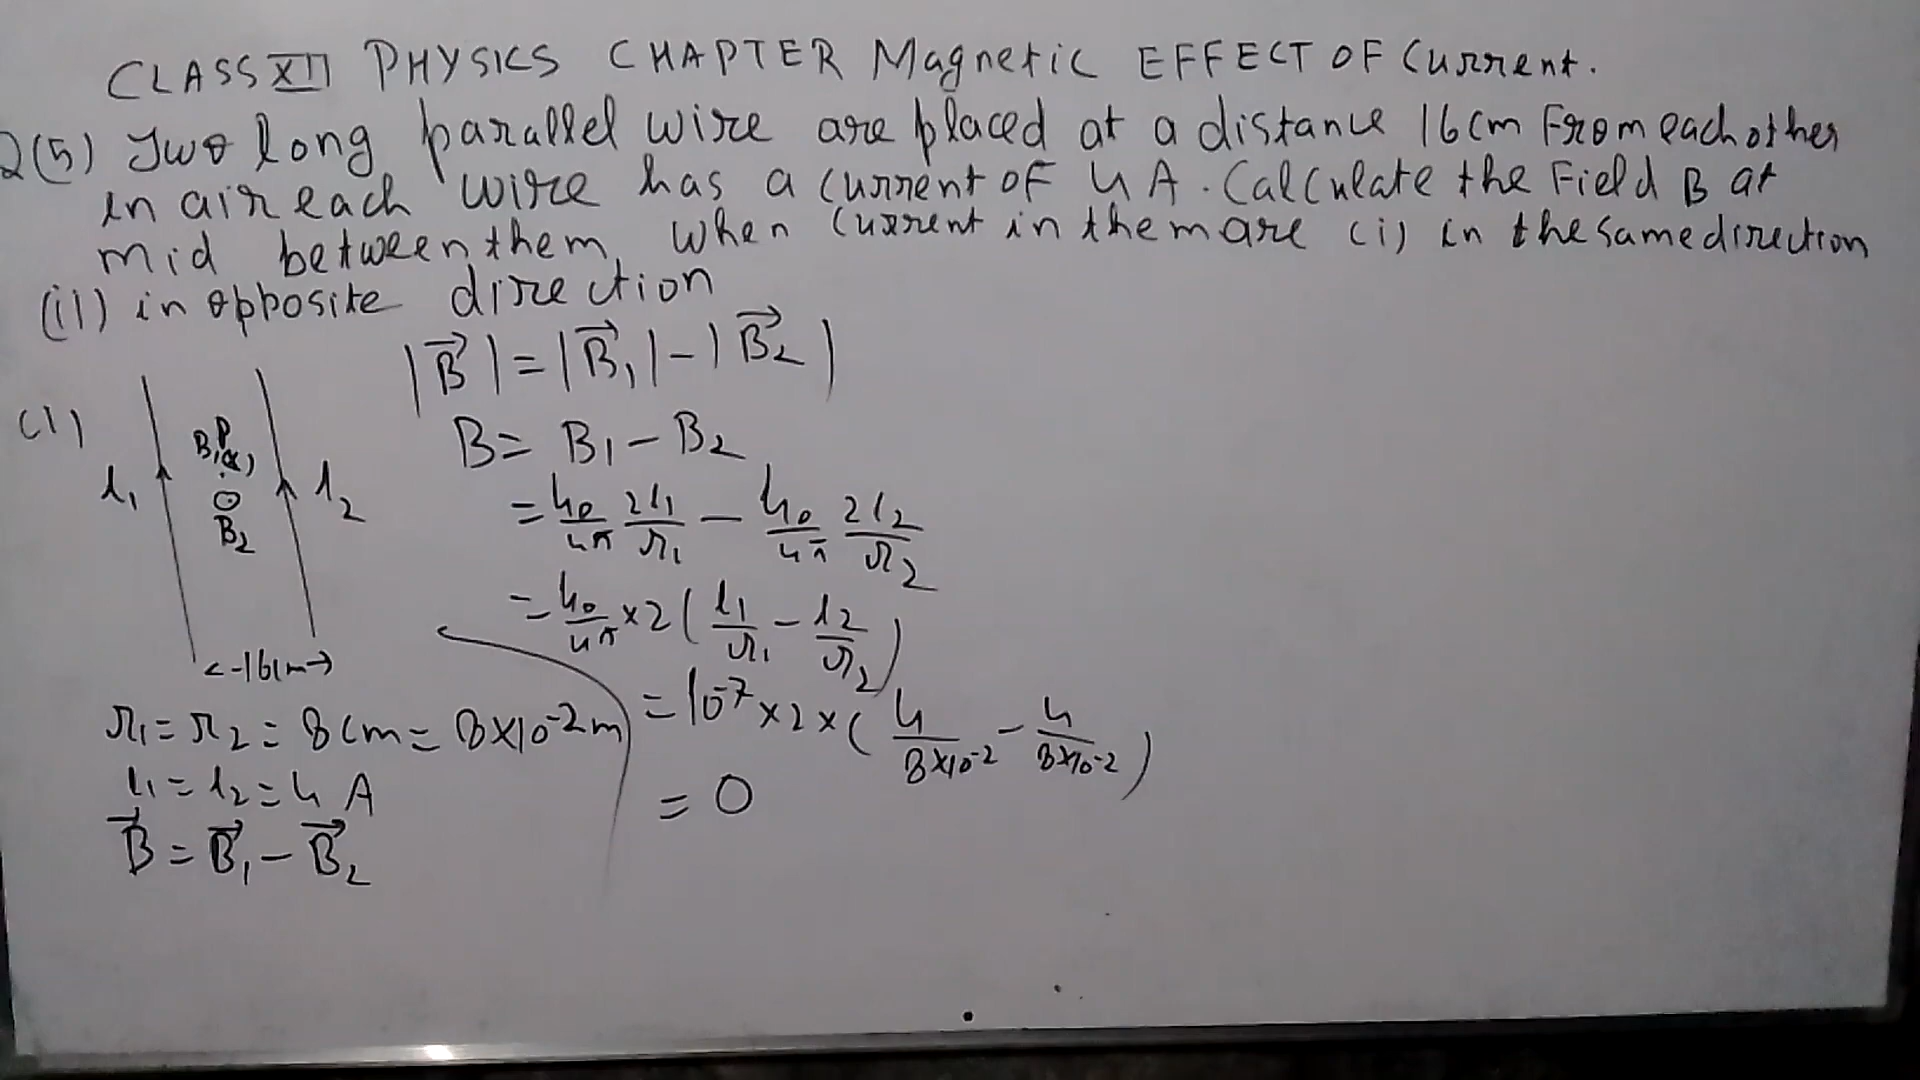 CLASS XII PHYSICS CHAPTER Magnetic EFFECT OF Current.
Q(5) Two long parallel wire are placed at a distance 16cm From each other
in air each wire has a current of 4 A. Calculate the Field B at
mid between them, when current in them are (i) in the same direction
(ii) in opposite direction
|B⃗| = |B⃗₁| - |B⃗₂|
(1)
P
B₁(x)
I₁
I₂
⊙
B₂
<-16cm->
r₁ = r₂ = 8cm = 8×10⁻²m
I₁ = I₂ = 4 A
B⃗ = B⃗₁ - B⃗₂
B = B₁ - B₂
= μ₀/4π 2I₁/r₁ - μ₀/4π 2I₂/r₂
= μ₀/4π ×2 (I₁/r₁ - I₂/r₂)
= 10⁻⁷ ×2×(4/8×10⁻² - 4/8×10⁻²)
= 0